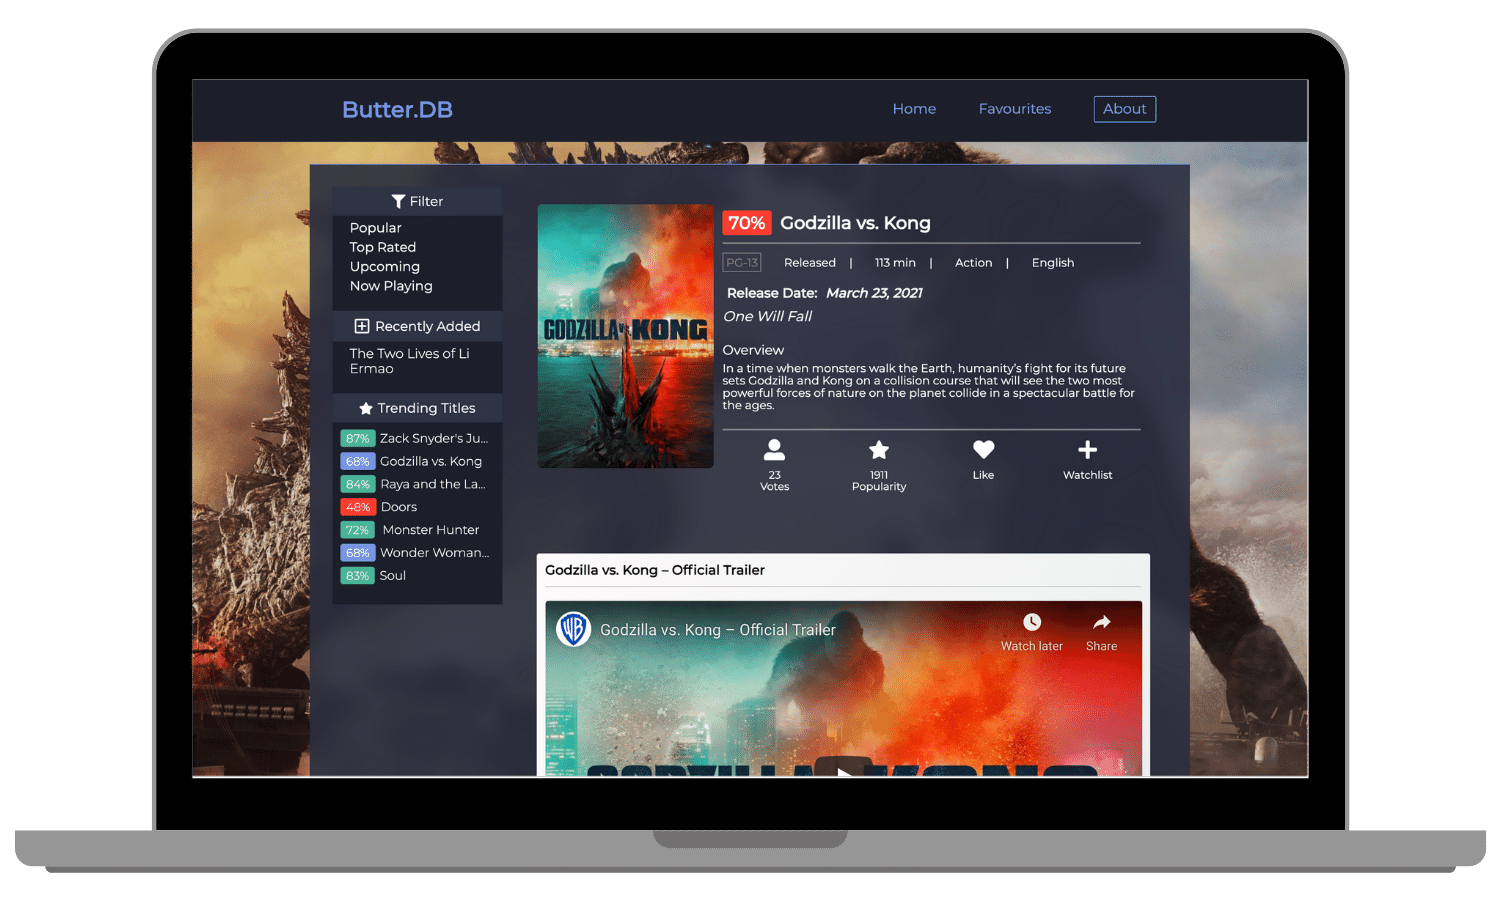 Butter.DB
Home
Favourites
About
Filter
Popular
Top Rated
Upcoming
Now Playing
Recently Added
The Two Lives of Li
Ermao
Trending Titles
87% Zack Snyder's Ju...
68% Godzilla vs. Kong
84% Raya and the La...
48% Doors
72% Monster Hunter
68% Wonder Woman...
83% Soul
GODZILLA vs KONG
70% Godzilla vs. Kong
PG-13 Released | 113 min | Action | English
Release Date: March 23, 2021
One Will Fall
Overview
In a time when monsters walk the Earth, humanity's fight for its future
sets Godzilla and Kong on a collision course that will see the two most
powerful forces of nature on the planet collide in a spectacular battle for
the ages.
23
Votes
1911
Popularity
Like
Watchlist
Godzilla vs. Kong – Official Trailer
WB
Godzilla vs. Kong – Official Trailer
Watch later
Share
GODZILLA KONG